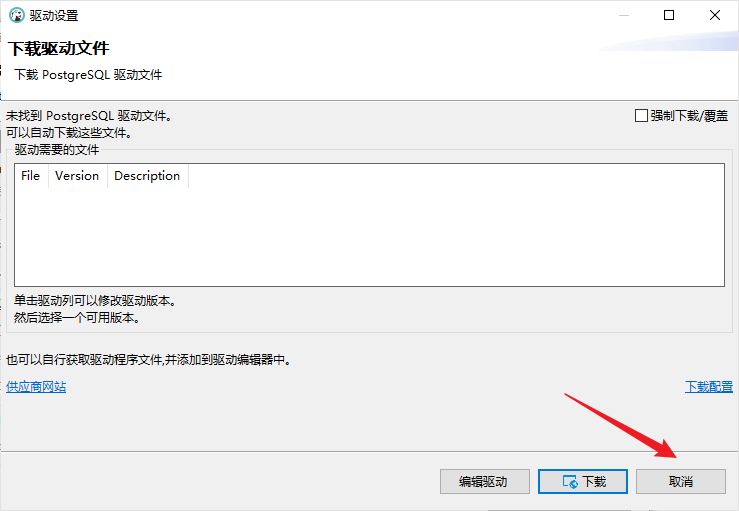 驱动设置
下载驱动文件
下载 PostgreSQL 驱动文件
未找到 PostgreSQL 驱动文件。
强制下载/覆盖
可以自动下载这些文件。
驱动需要的文件
File Version Description
单击驱动列可以修改驱动版本。
然后选择一个可用版本。
也可以自行获取驱动程序文件,并添加到驱动编辑器中。
供应商网站 下载配置
编辑驱动 下载 取消